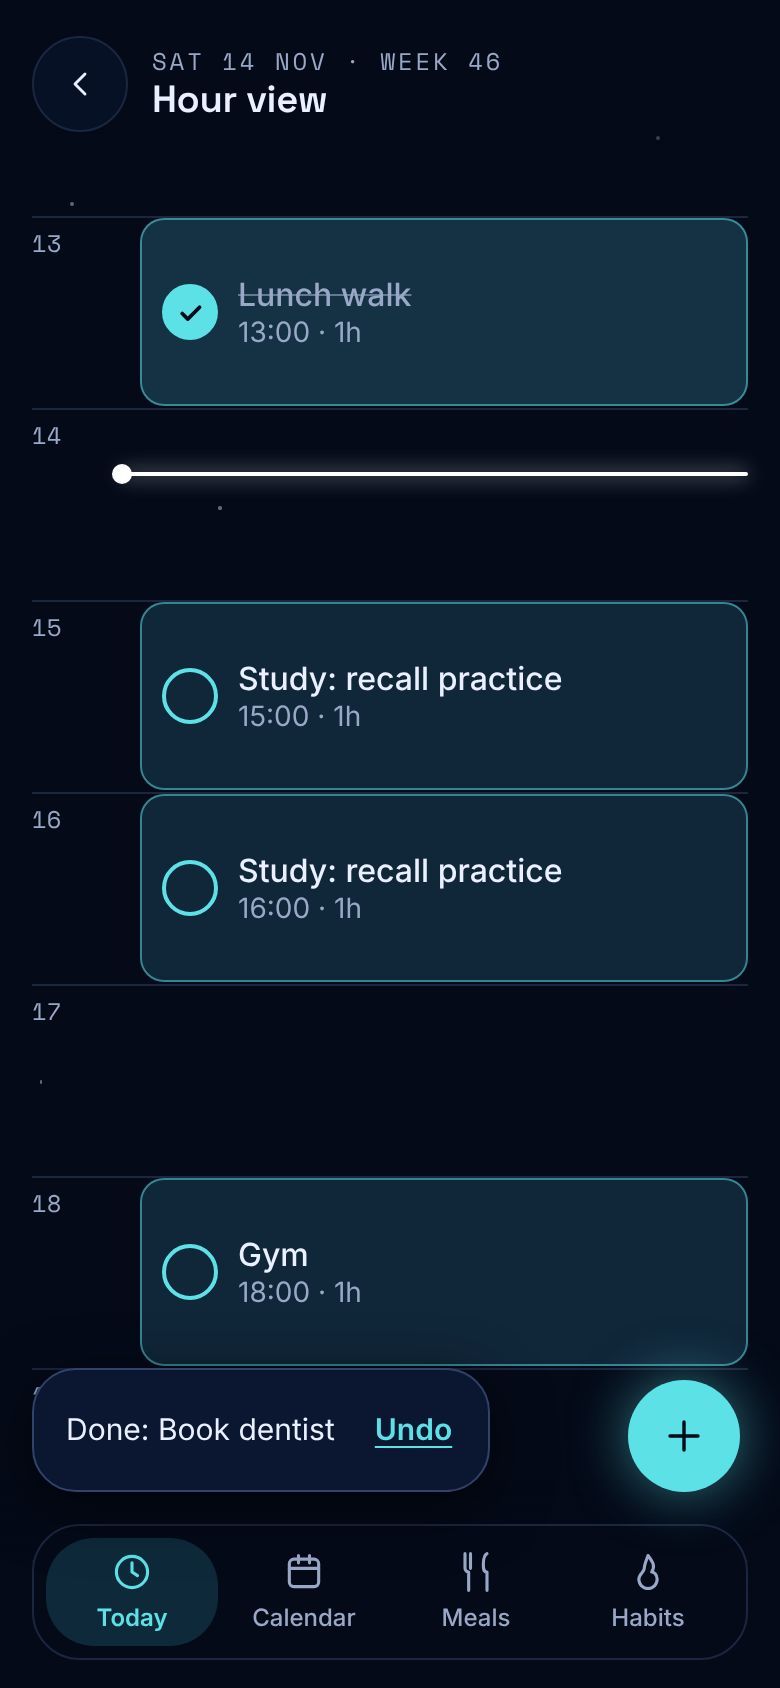 SAT 14 NOV · WEEK 46
Hour view
13
Lunch walk
13:00 · 1h
14
15
Study: recall practice
15:00 · 1h
16
Study: recall practice
16:00 · 1h
17
18
Gym
18:00 · 1h
Done: Book dentist Undo
Today Calendar Meals Habits